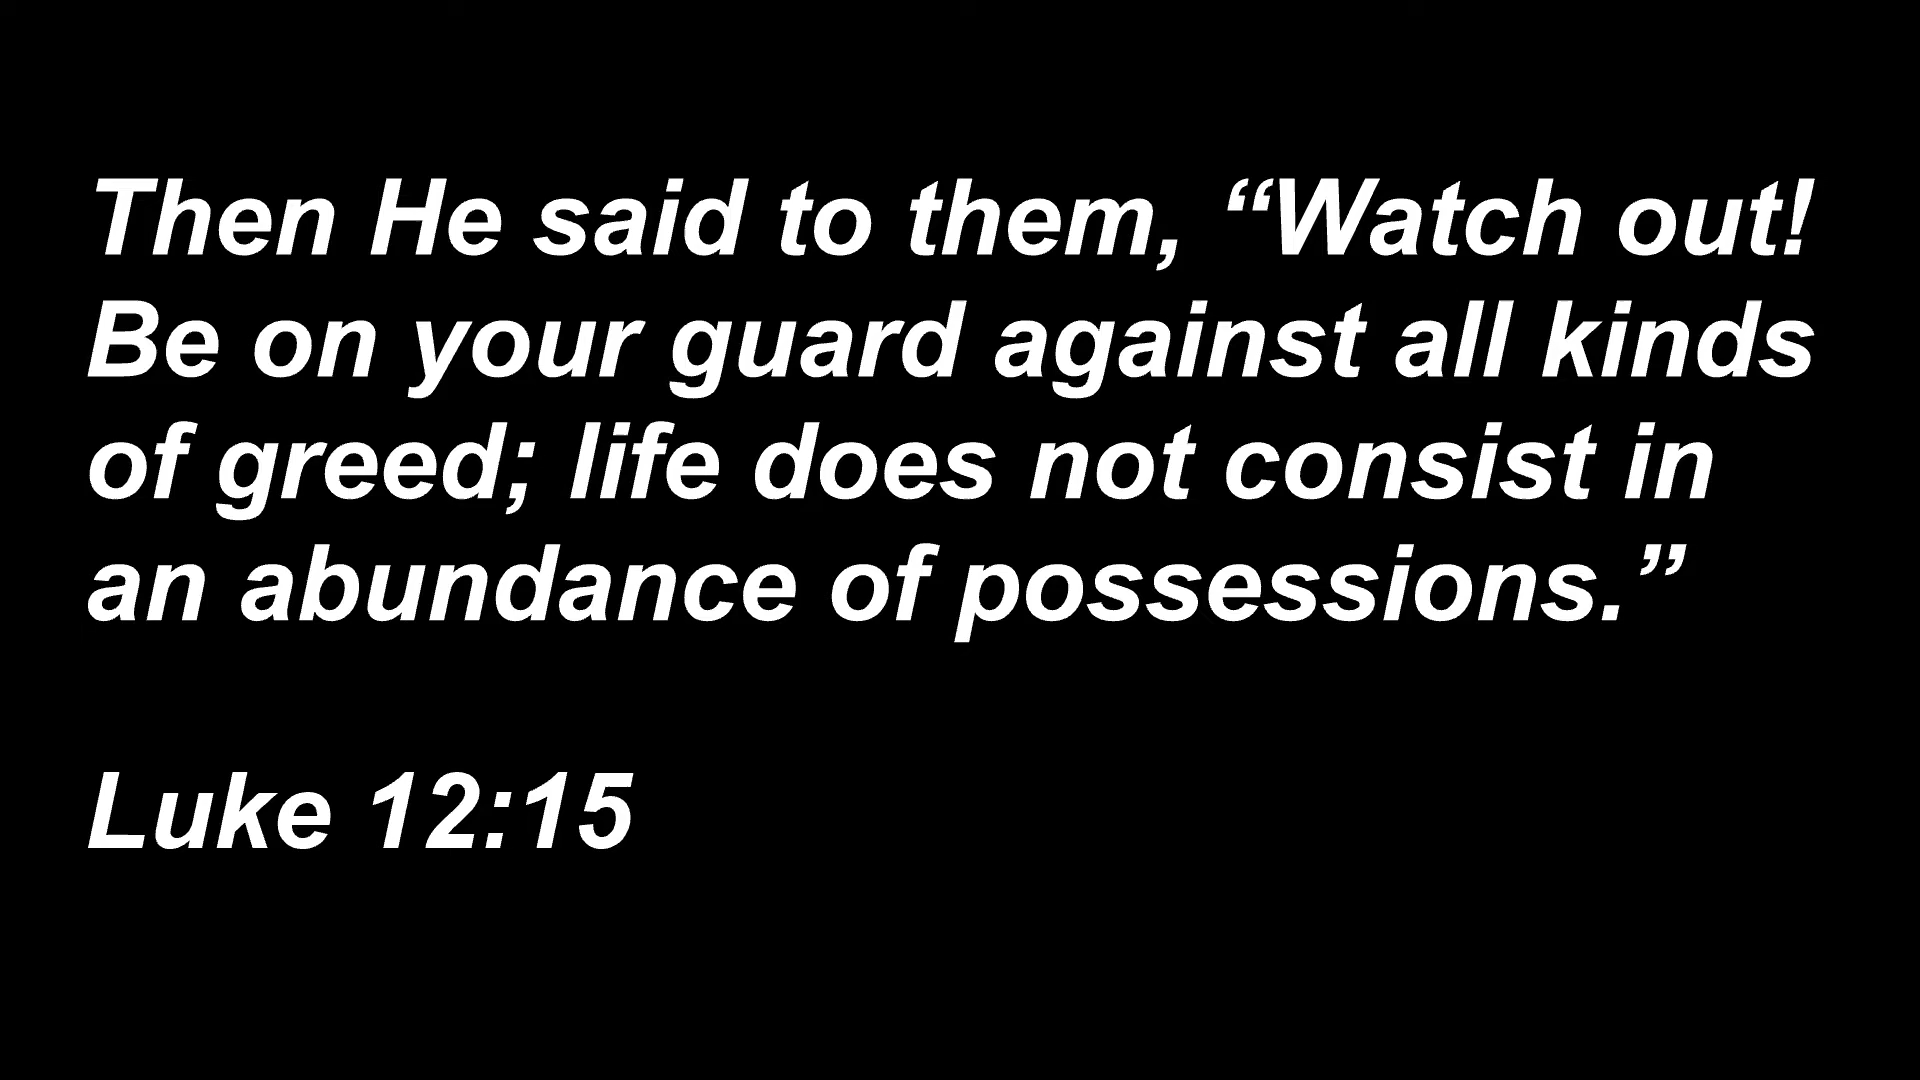 Then He said to them, “Watch out!
Be on your guard against all kinds
of greed; life does not consist in
an abundance of possessions.”
Luke 12:15